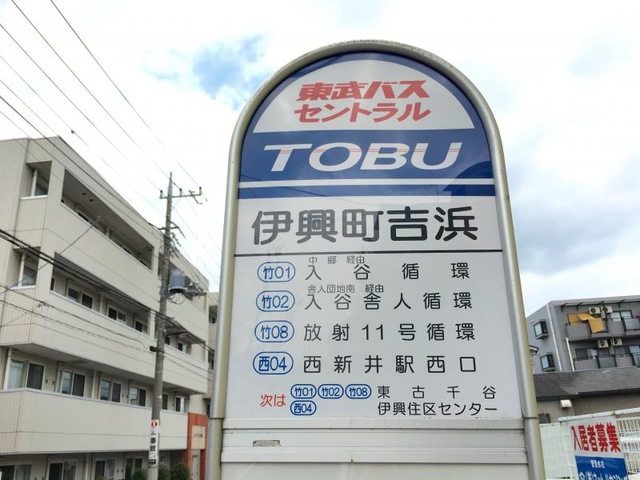 東武バス
セントラル
TOBU
伊興町吉浜
中郷 経由
竹01 入谷循環
舎人団地南 経由
竹02 入谷舎人循環
竹08 放射11号循環
西04 西新井駅西口
次は 竹01 竹02 竹08 東古千谷
西04 伊興住区センター
入居者募集